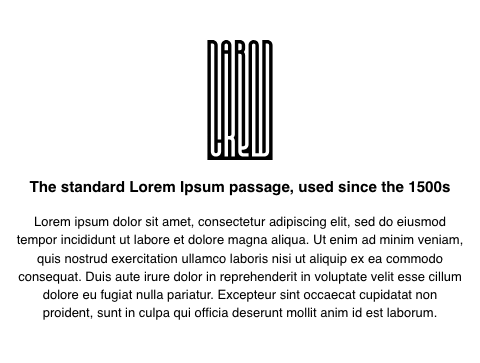 NAROD
crew
The standard Lorem Ipsum passage, used since the 1500s
Lorem ipsum dolor sit amet, consectetur adipiscing elit, sed do eiusmod
tempor incididunt ut labore et dolore magna aliqua. Ut enim ad minim veniam,
quis nostrud exercitation ullamco laboris nisi ut aliquip ex ea commodo
consequat. Duis aute irure dolor in reprehenderit in voluptate velit esse cillum
dolore eu fugiat nulla pariatur. Excepteur sint occaecat cupidatat non
proident, sunt in culpa qui officia deserunt mollit anim id est laborum.